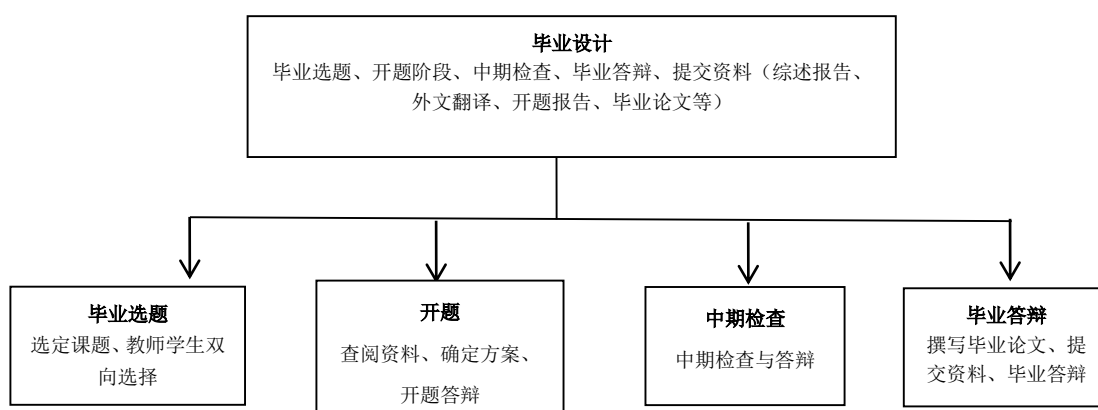 毕业设计
毕业选题、开题阶段、中期检查、毕业答辩、提交资料（综述报告、
外文翻译、开题报告、毕业论文等）
毕业选题
选定课题、教师学生双
向选择
开题
查阅资料、确定方案、
开题答辩
中期检查
中期检查与答辩
毕业答辩
撰写毕业论文、提
交资料、毕业答辩